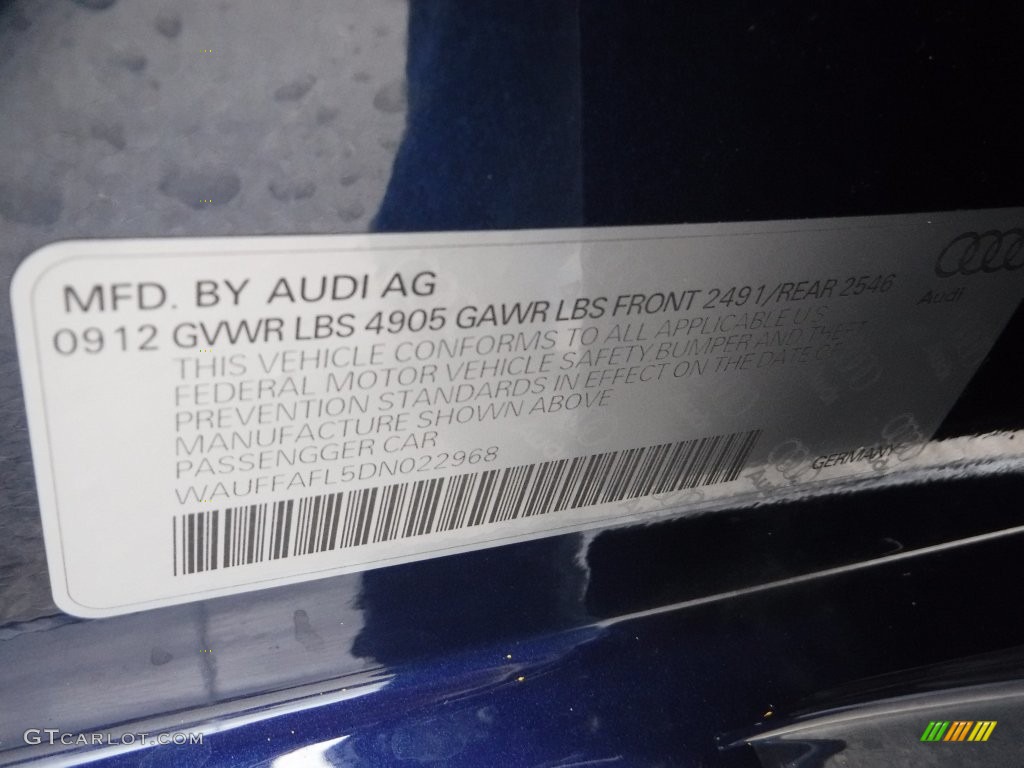 MFD. BY AUDI AG
0912 GVWR LBS 4905 GAWR LBS FRONT 2491/REAR 2546
THIS VEHICLE CONFORMS TO ALL APPLICABLE U.S.
FEDERAL MOTOR VEHICLE SAFETY BUMPER AND THEFT
PREVENTION STANDARDS IN EFFECT ON THE DATE OF
MANUFACTURE SHOWN ABOVE
PASSENGGER CAR
WAUFFAFL5DN022968
Audi
GERMANY
GTCARLOT.COM